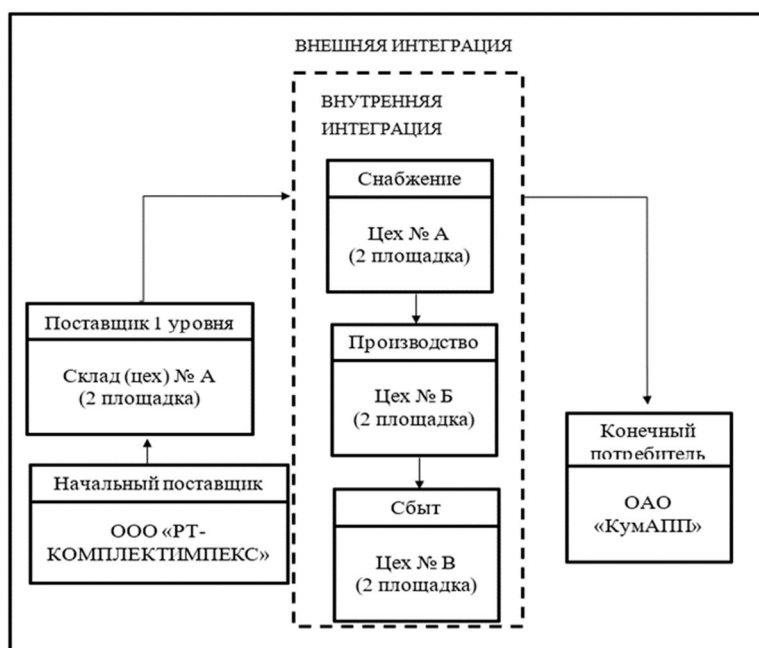 ВНЕШНЯЯ ИНТЕГРАЦИЯ
ВНУТРЕННЯЯ
ИНТЕГРАЦИЯ
Снабжение
Цех № А
(2 площадка)
Поставщик 1 уровня
Склад (цех) № А
(2 площадка)
Производство
Цех № Б
(2 площадка)
Начальный поставщик
ООО «РТ-
КОМПЛЕКТИМПЕКС»
Сбыт
Цех № В
(2 площадка)
Конечный
потребитель
ОАО
«КумАПП»